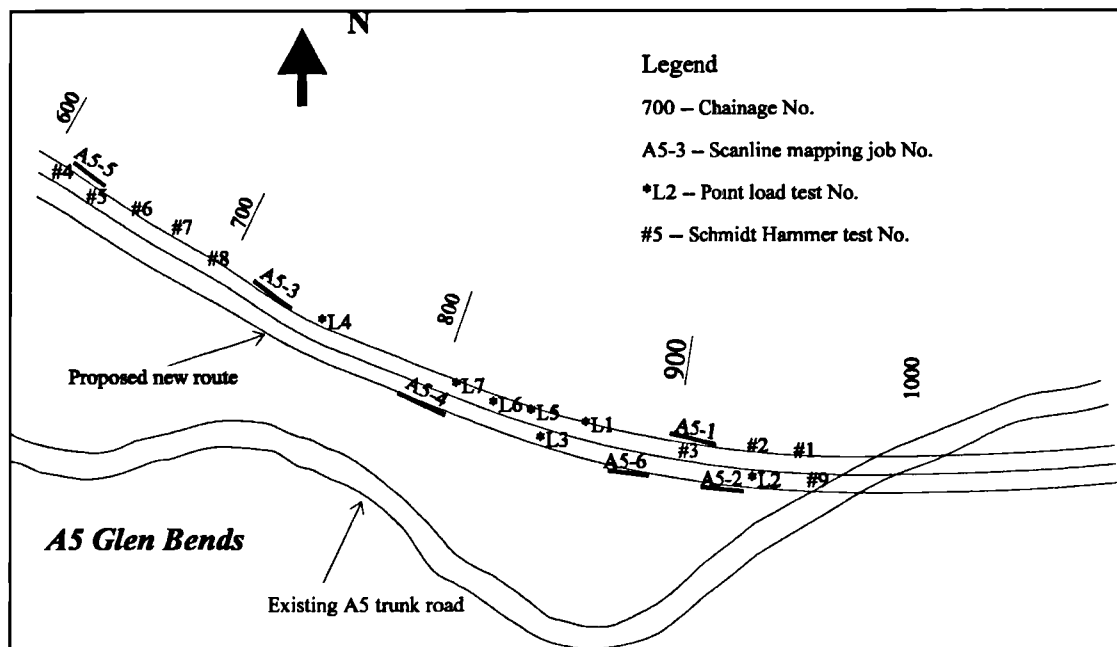 N
Legend
700 – Chainage No.
A5-3 – Scanline mapping job No.
*L2 – Point load test No.
#5 – Schmidt Hammer test No.
600
A5-5
#4
#5
#6
#7
#8
700
A5-3
*L4
800
*L7
*L6
*L5
*L1
*L3
A5-4
900
A5-1
#2
#1
#3
1000
A5-6
A5-2
*L2
#9
Proposed new route
A5 Glen Bends
Existing A5 trunk road